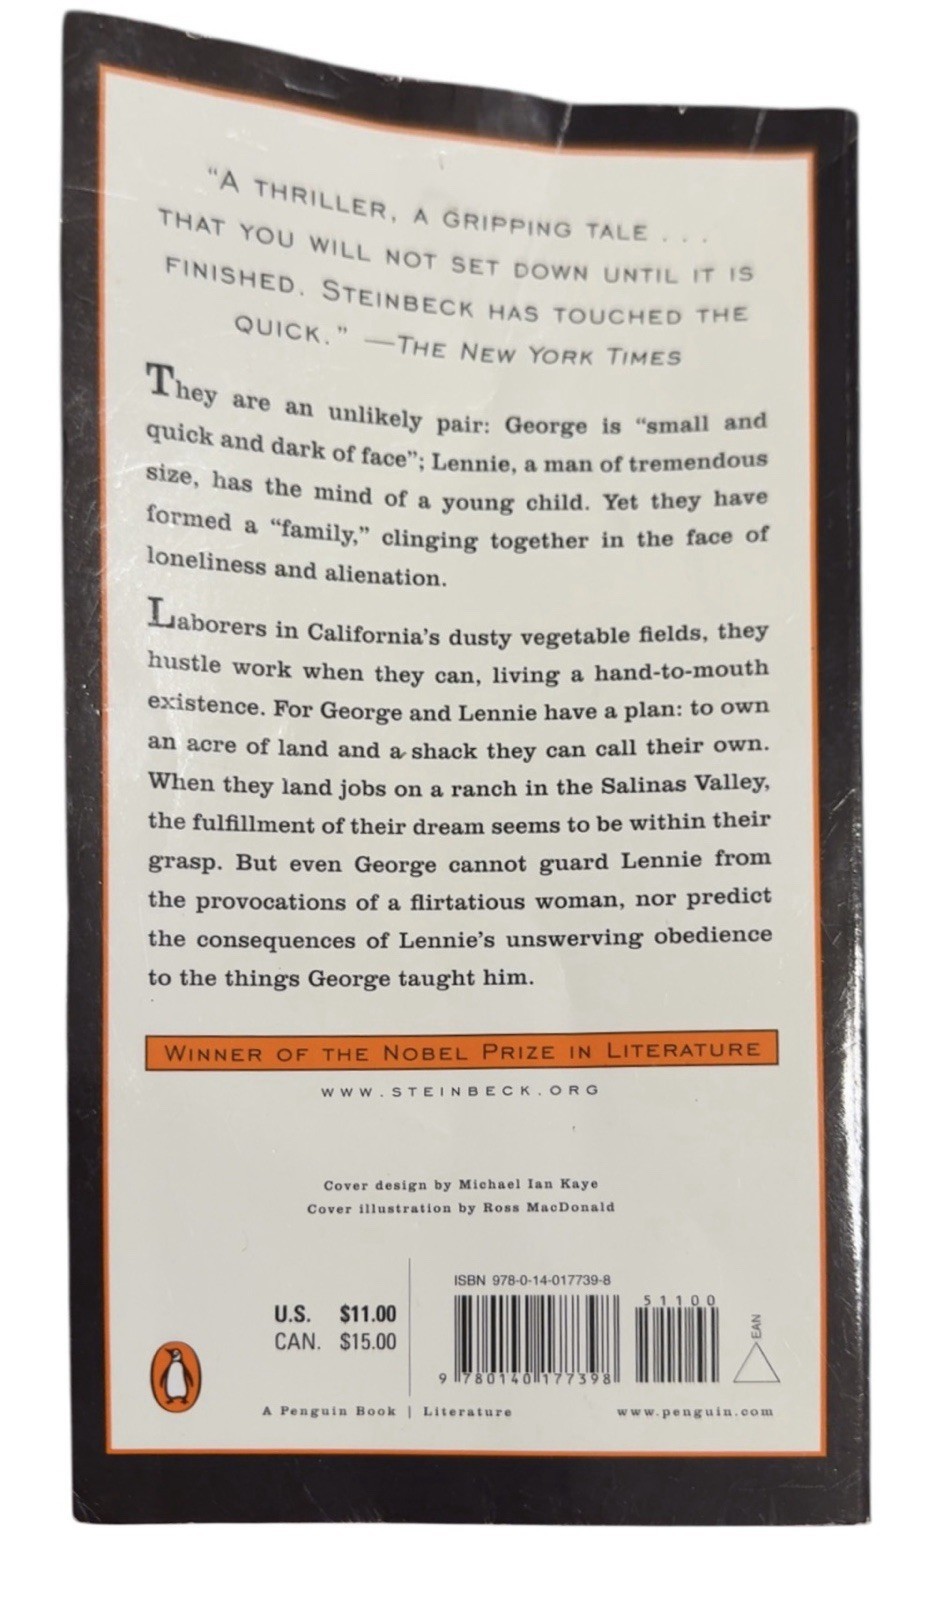 “A THRILLER, A GRIPPING TALE . . .
THAT YOU WILL NOT SET DOWN UNTIL IT IS
FINISHED. STEINBECK HAS TOUCHED THE
QUICK.” —THE NEW YORK TIMES
They are an unlikely pair: George is “small and
quick and dark of face”; Lennie, a man of tremendous
size, has the mind of a young child. Yet they have
formed a “family,” clinging together in the face of
loneliness and alienation.
Laborers in California’s dusty vegetable fields, they
hustle work when they can, living a hand-to-mouth
existence. For George and Lennie have a plan: to own
an acre of land and a shack they can call their own.
When they land jobs on a ranch in the Salinas Valley,
the fulfillment of their dream seems to be within their
grasp. But even George cannot guard Lennie from
the provocations of a flirtatious woman, nor predict
the consequences of Lennie’s unswerving obedience
to the things George taught him.
WINNER OF THE NOBEL PRIZE IN LITERATURE
WWW.STEINBECK.ORG
Cover design by Michael Ian Kaye
Cover illustration by Ross MacDonald
ISBN 978-0-14-017739-8
51100
U.S. $11.00
CAN. $15.00
EAN
9 780140 177398
A Penguin Book | Literature
www.penguin.com